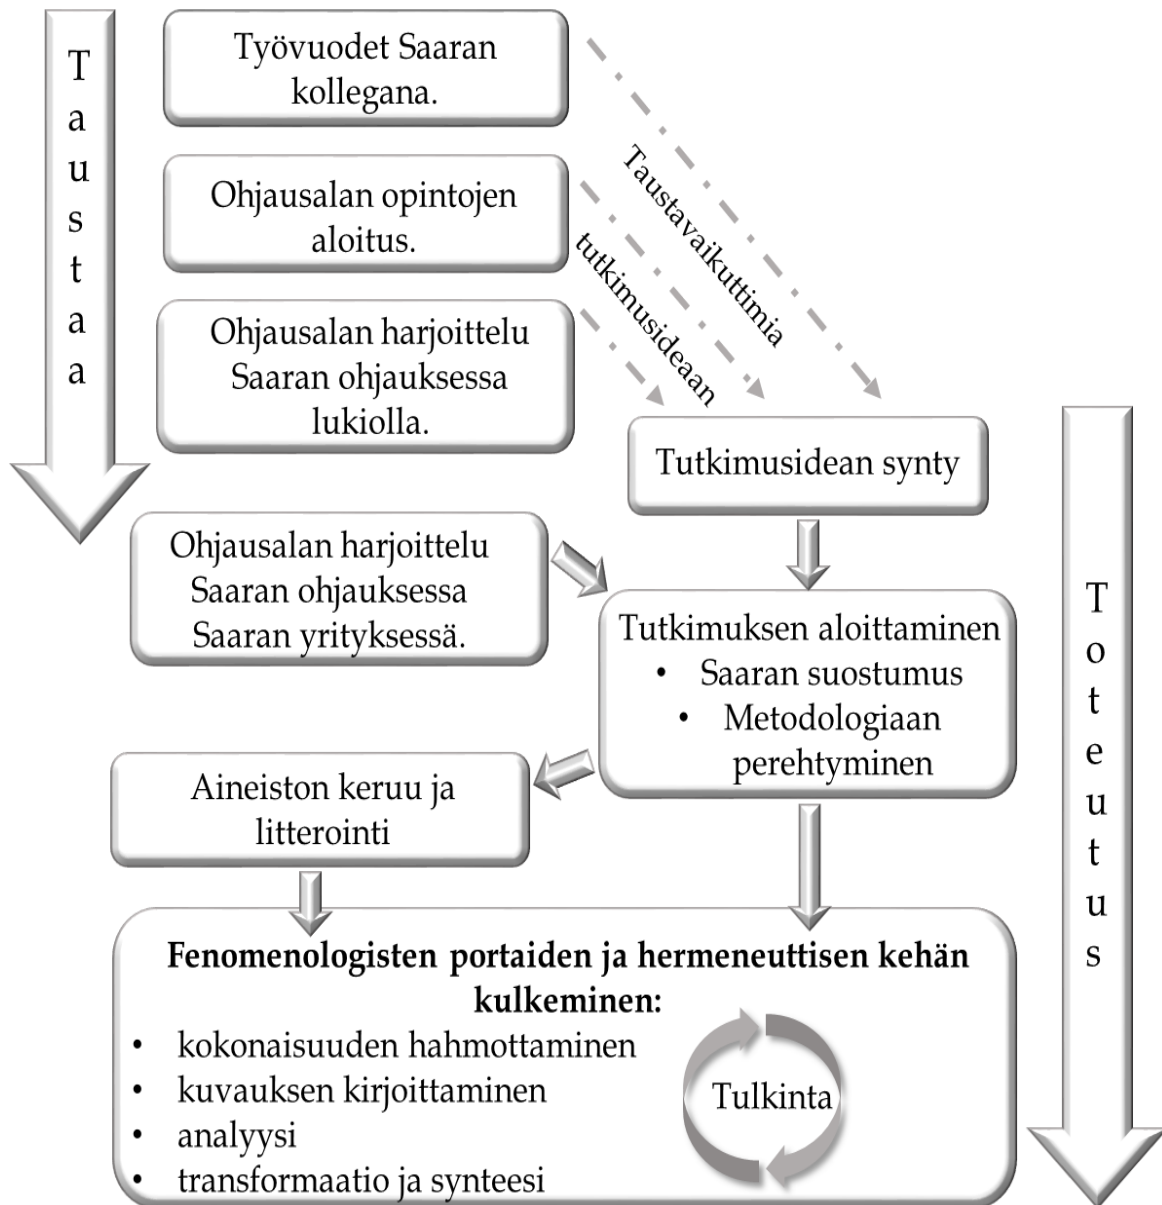 Taustaa
Työvuodet Saaran
kollegana.
Ohjausalan opintojen
aloitus.
Ohjausalan harjoittelu
Saaran ohjauksessa
lukiolla.
Taustavaikuttimia
tutkimusideaan
Tutkimusidean synty
Ohjausalan harjoittelu
Saaran ohjauksessa
Saaran yrityksessä.
Tutkimuksen aloittaminen
• Saaran suostumus
• Metodologiaan
perehtyminen
Toteutus
Aineiston keruu ja
litterointi
Fenomenologisten portaiden ja hermeneuttisen kehän
kulkeminen:
• kokonaisuuden hahmottaminen
• kuvauksen kirjoittaminen
• analyysi
• transformaatio ja synteesi
Tulkinta